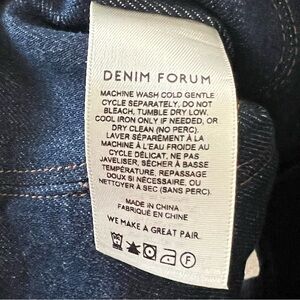 DENIM FORUM
MACHINE WASH COLD GENTLE
CYCLE SEPARATELY, DO NOT
BLEACH, TUMBLE DRY LOW,
COOL IRON ONLY IF NEEDED, OR
DRY CLEAN (NO PERC).
LAVER SÉPARÉMENT À LA
MACHINE À L'EAU FROIDE AU
CYCLE DÉLICAT, NE PAS
JAVELISER, SÉCHER À BASSE
TEMPÉRATURE, REPASSAGE
DOUX SI NÉCESSAIRE, OU
NETTOYER À SEC (SANS PERC).
MADE IN CHINA
FABRIQUÉ EN CHINE
WE MAKE A GREAT PAIR.
F